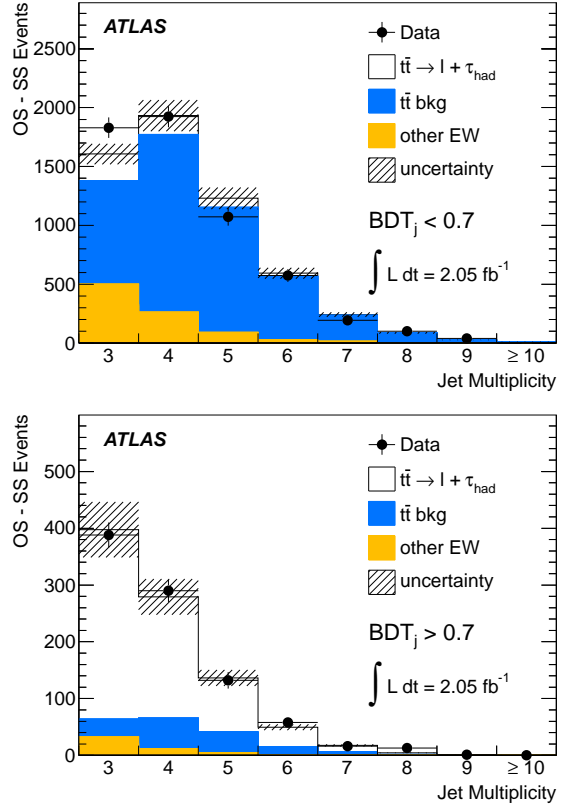 ATLAS
OS - SS Events
2500
2000
1500
1000
500
0
Data
tt̄ → l + τhad
tt̄ bkg
other EW
uncertainty
BDTj < 0.7
∫ L dt = 2.05 fb-1
3 4 5 6 7 8 9 ≥ 10
Jet Multiplicity
ATLAS
OS - SS Events
500
400
300
200
100
0
Data
tt̄ → l + τhad
tt̄ bkg
other EW
uncertainty
BDTj > 0.7
∫ L dt = 2.05 fb-1
3 4 5 6 7 8 9 ≥ 10
Jet Multiplicity